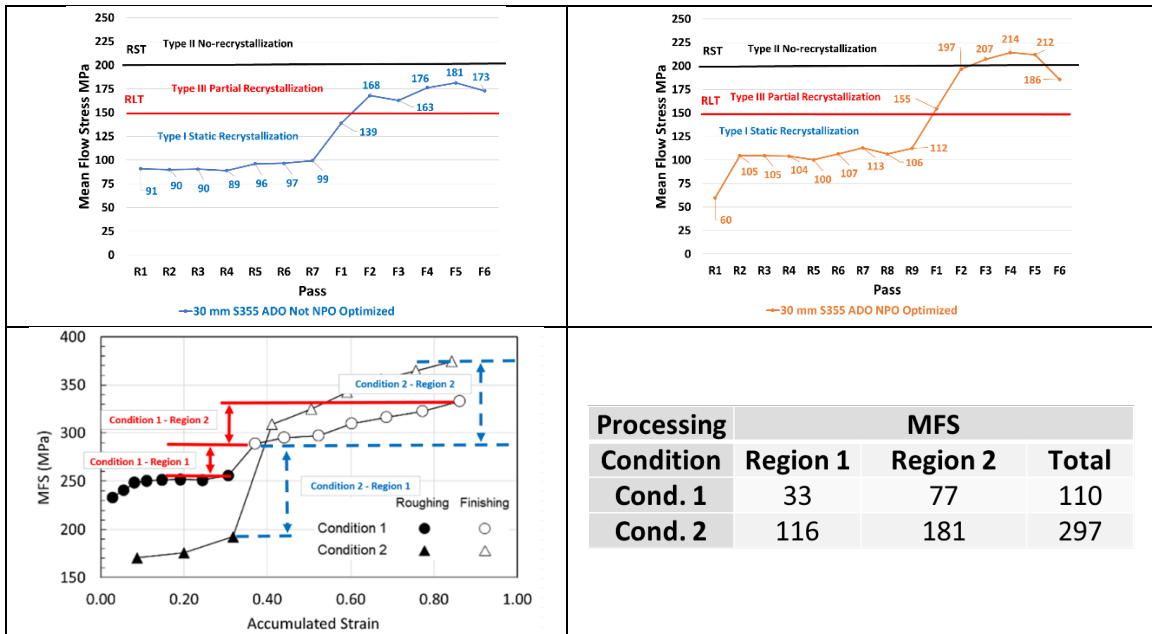 250
225
200
175
150
125
100
75
50
25
0
Mean Flow Stress MPa
RST
Type II No-recrystallization
RLT
Type III Partial Recrystallization
Type I Static Recrystallization
91
90
90
89
96
97
99
139
168
163
176
181
173
R1 R2 R3 R4 R5 R6 R7 F1 F2 F3 F4 F5 F6
Pass
30 mm S355 ADO Not NPO Optimized
250
225
200
175
150
125
100
75
50
25
0
Mean Flow Stress MPa
RST
Type II No-recrystallization
RLT
Type III Partial Recrystallization
Type I Static Recrystallization
60
105
105
104
100
107
113
106
112
155
197
207
214
212
186
R1 R2 R3 R4 R5 R6 R7 R8 R9 F1 F2 F3 F4 F5 F6
Pass
30 mm S355 ADO NPO Optimized
400
350
300
250
200
150
MFS (MPa)
Condition 2 - Region 2
Condition 1 - Region 2
Condition 1 - Region 1
Condition 2 - Region 1
Roughing Finishing
Condition 1
Condition 2
0.00 0.20 0.40 0.60 0.80 1.00
Accumulated Strain
Processing MFS
Condition Region 1 Region 2 Total
Cond. 1 33 77 110
Cond. 2 116 181 297